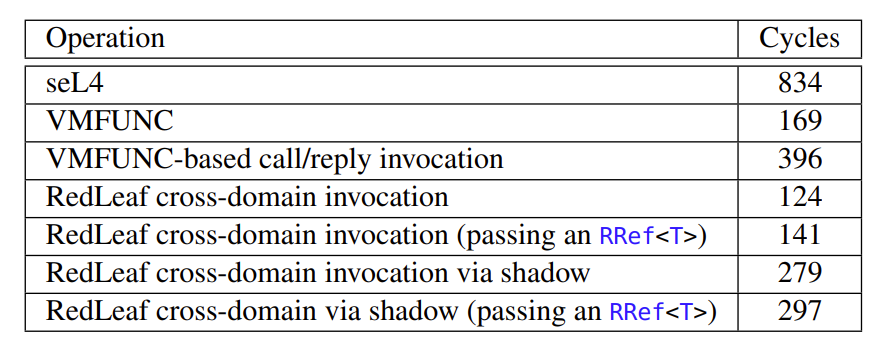 Operation Cycles
seL4 834
VMFUNC 169
VMFUNC-based call/reply invocation 396
RedLeaf cross-domain invocation 124
RedLeaf cross-domain invocation (passing an RRef<T>) 141
RedLeaf cross-domain invocation via shadow 279
RedLeaf cross-domain via shadow (passing an RRef<T>) 297